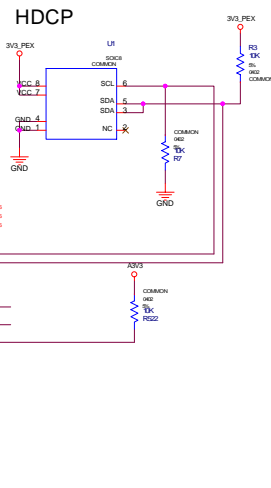 HDCP
3V3_PEX
U1
SOIC8
COMMON
VCC 8
VCC 7
GND 4
GND 1
SCL 6
SDA 5
SDA 3
NC 2
GND
3V3_PEX
R3
10K
5%
0402
COMMON
COMMON
0402
5%
10K
R7
GND
A3V3
COMMON
0402
5%
10K
R522